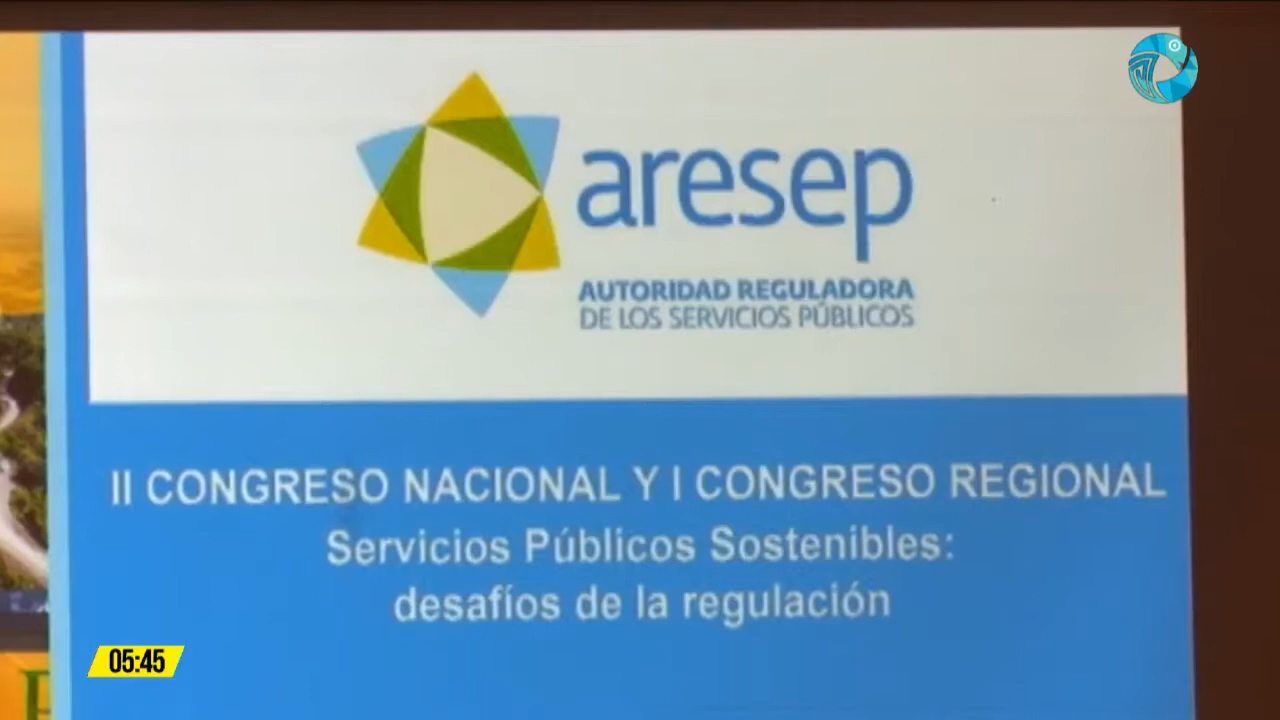 aresep
AUTORIDAD REGULADORA
DE LOS SERVICIOS PÚBLICOS
II CONGRESO NACIONAL Y I CONGRESO REGIONAL
Servicios Públicos Sostenibles:
desafíos de la regulación
05:45